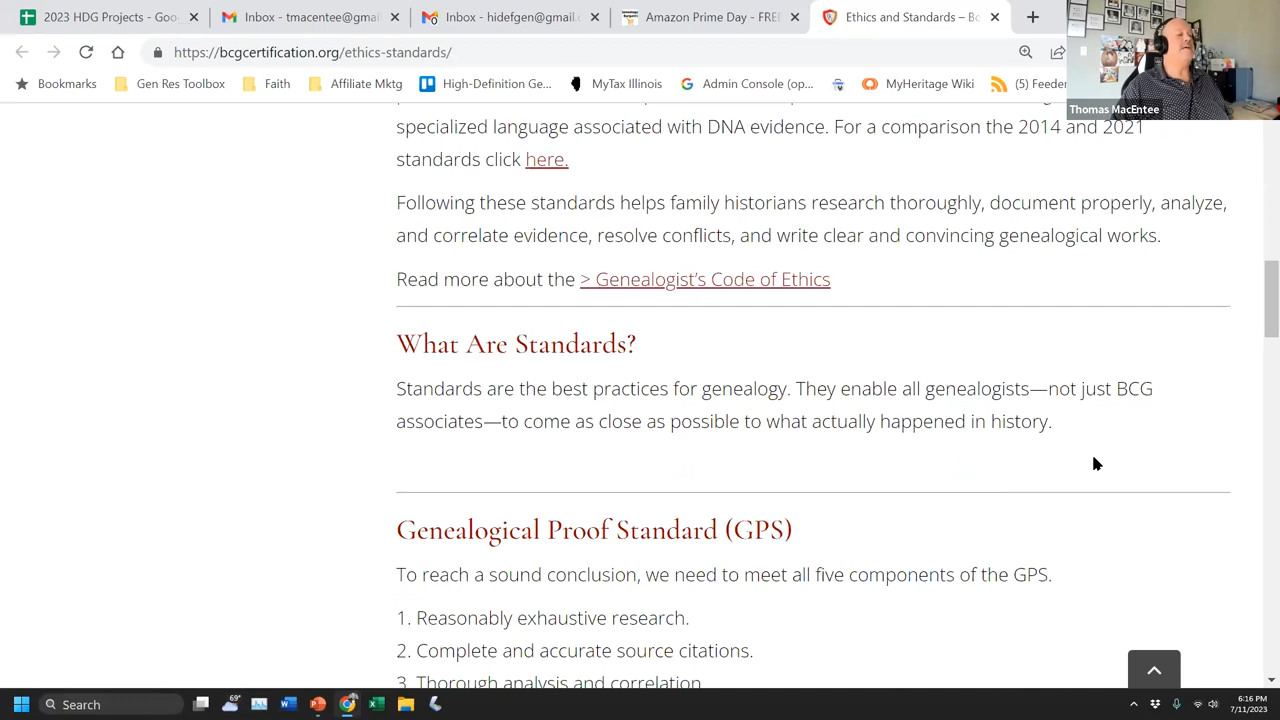 2023 HDG Projects - Goo
Inbox - tmacentee@gmai
Inbox - hidefgen@gmail.c
Amazon Prime Day - FREE
Ethics and Standards – Bc
https://bcgcertification.org/ethics-standards/
Bookmarks
Gen Res Toolbox
Faith
Affiliate Mktg
High-Definition Ge...
MyTax Illinois
Admin Console (op...
MyHeritage Wiki
(5) Feede
Thomas MacEntee
specialized language associated with DNA evidence. For a comparison the 2014 and 2021
standards click here.
Following these standards helps family historians research thoroughly, document properly, analyze,
and correlate evidence, resolve conflicts, and write clear and convincing genealogical works.
Read more about the > Genealogist’s Code of Ethics
What Are Standards?
Standards are the best practices for genealogy. They enable all genealogists—not just BCG
associates—to come as close as possible to what actually happened in history.
Genealogical Proof Standard (GPS)
To reach a sound conclusion, we need to meet all five components of the GPS.
1. Reasonably exhaustive research.
2. Complete and accurate source citations.
3. Thorough analysis and correlation
Search
69°
6:16 PM
7/11/2023